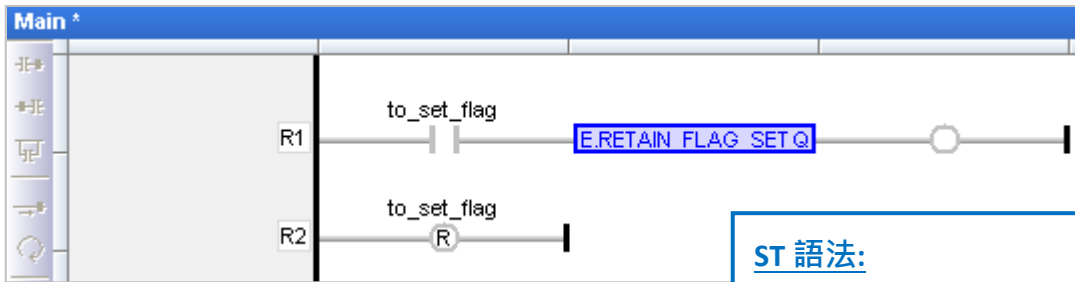 Main *
to_set_flag
R1
E.RETAIN_FLAG_SET Q
to_set_flag
R2
R
ST 語法: